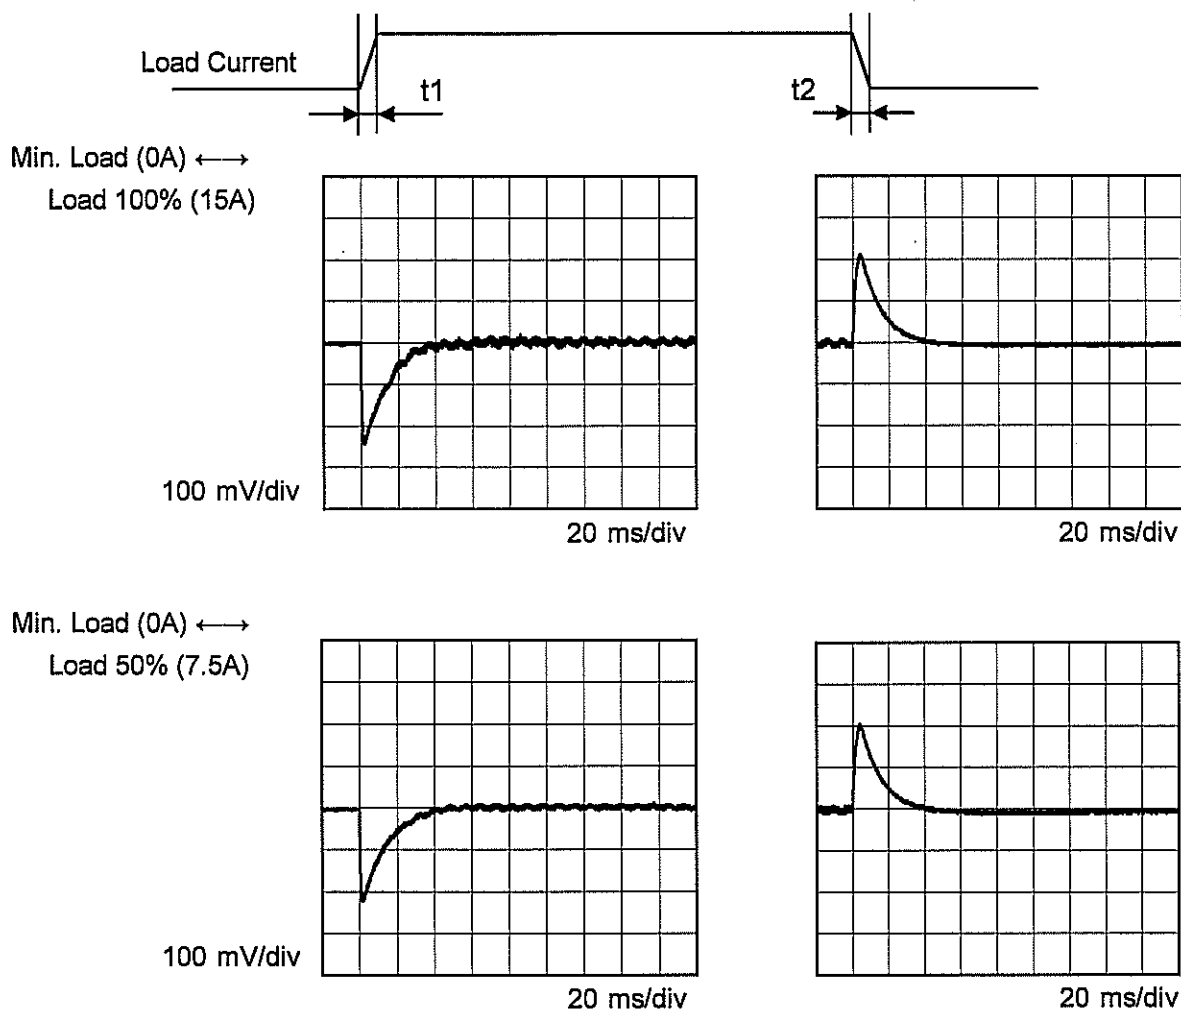 Load Current
t1
t2
Min. Load (0A) ←→
Load 100% (15A)
100 mV/div
20 ms/div
20 ms/div
Min. Load (0A) ←→
Load 50% (7.5A)
100 mV/div
20 ms/div
20 ms/div